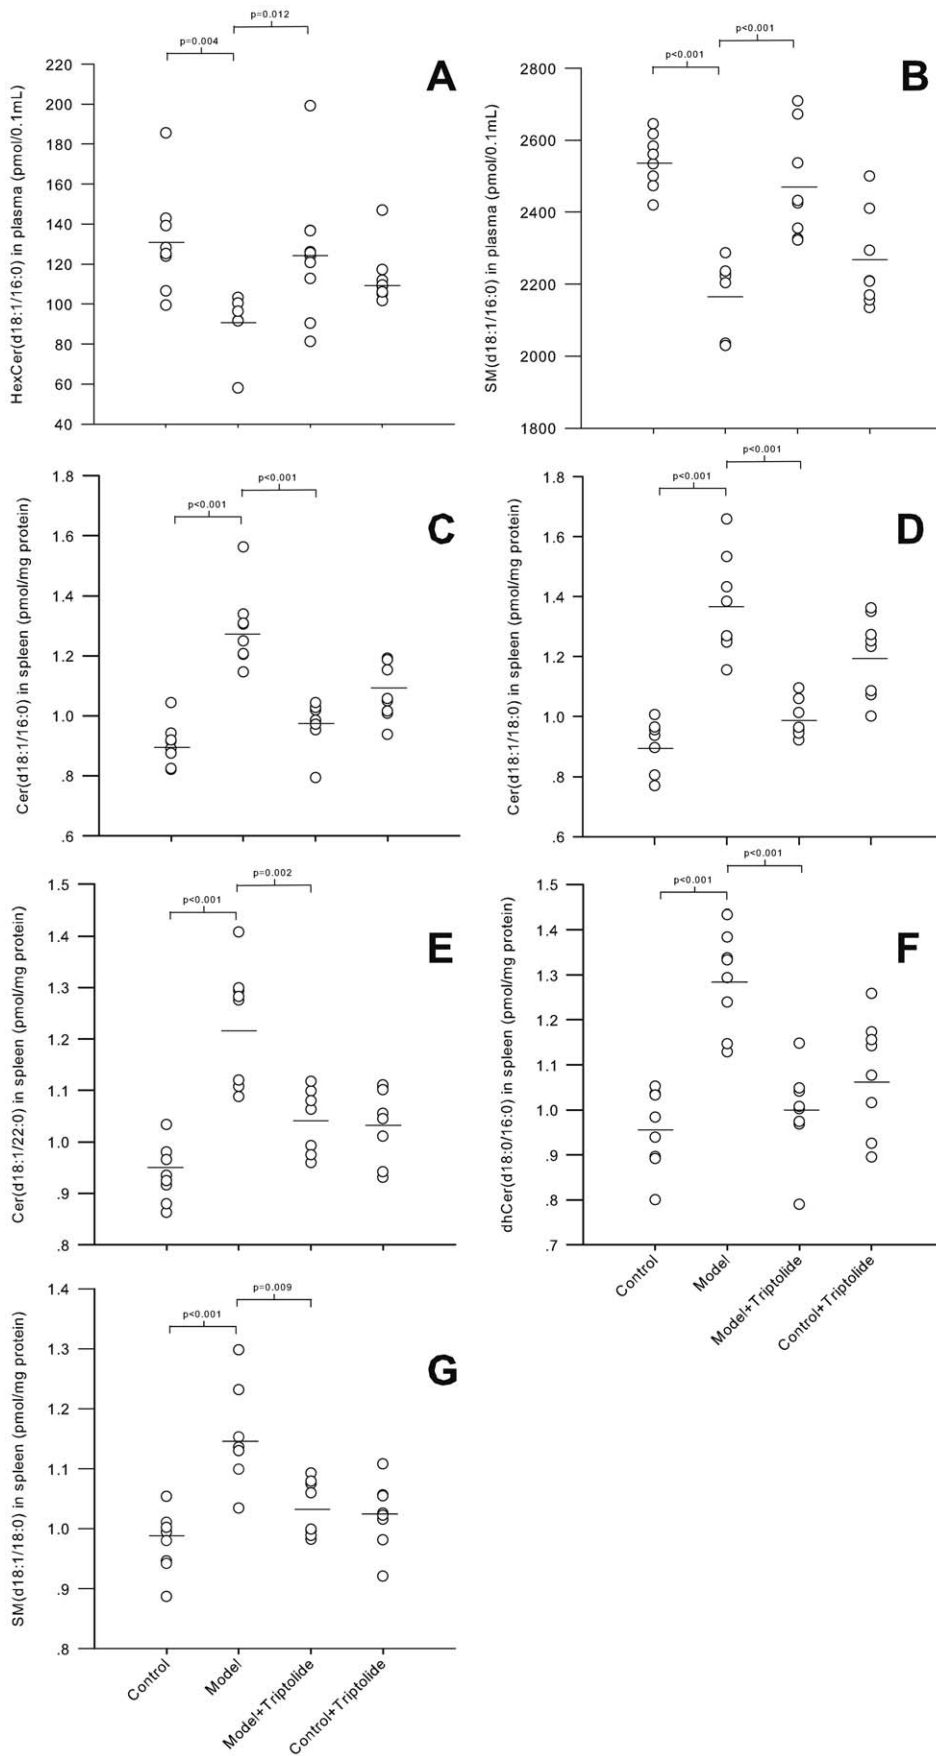 p=0.012
p=0.004
A
HexCer(d18:1/16:0) in plasma (pmol/0.1mL)
220
200
180
160
140
120
100
80
60
40
p<0.001
p<0.001
B
SM(d18:1/16:0) in plasma (pmol/0.1mL)
2800
2600
2400
2200
2000
1800
p<0.001
p<0.001
C
Cer(d18:1/16:0) in spleen (pmol/mg protein)
1.8
1.6
1.4
1.2
1.0
.8
.6
p<0.001
p<0.001
D
Cer(d18:1/18:0) in spleen (pmol/mg protein)
1.8
1.6
1.4
1.2
1.0
.8
.6
p=0.002
p<0.001
E
Cer(d18:1/22:0) in spleen (pmol/mg protein)
1.5
1.4
1.3
1.2
1.1
1.0
.9
.8
p<0.001
p<0.001
F
dhCer(d18:0/16:0) in spleen (pmol/mg protein)
1.5
1.4
1.3
1.2
1.1
1.0
.9
.8
.7
Control
Model
Model+Triptolide
Control+Triptolide
p=0.009
p<0.001
G
SM(d18:1/18:0) in spleen (pmol/mg protein)
1.4
1.3
1.2
1.1
1.0
.9
.8
Control
Model
Model+Triptolide
Control+Triptolide